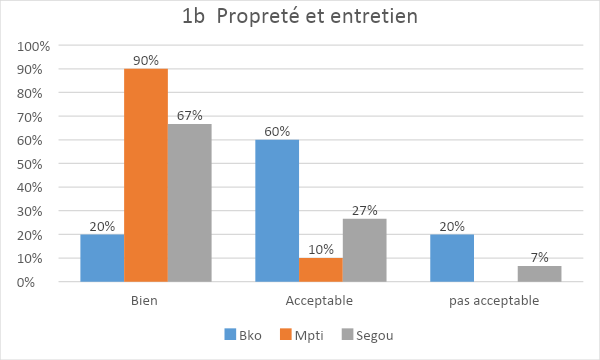 1b  Propreté et entretien
100%
90%
80%
70%
60%
50%
40%
30%
20%
10%
0%
20%
90%
67%
60%
10%
27%
20%
7%
Bien
Acceptable
pas acceptable
Bko
Mpti
Segou